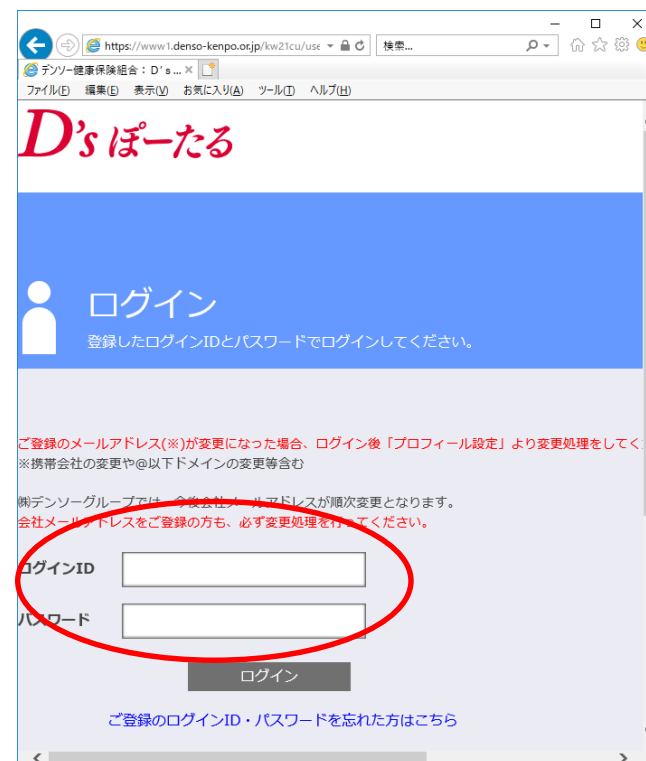 https://www1.denso-kenpo.or.jp/kw21cu/use
検索...
デンソー健康保険組合:D's...
ファイル(F) 編集(E) 表示(V) お気に入り(A) ツール(T) ヘルプ(H)
D's ぽーたる
ログイン
登録したログインIDとパスワードでログインしてください。
ご登録のメールアドレス(※)が変更になった場合、ログイン後「プロフィール設定」より変更処理をしてく
※携帯会社の変更や@以下ドメインの変更等含む
㈱デンソーグループでは、今後会社メールアドレスが順次変更となります。
会社メールアドレスをご登録の方も、必ず変更処理を行ってください。
ログインID
パスワード
ログイン
ご登録のログインID・パスワードを忘れた方はこちら